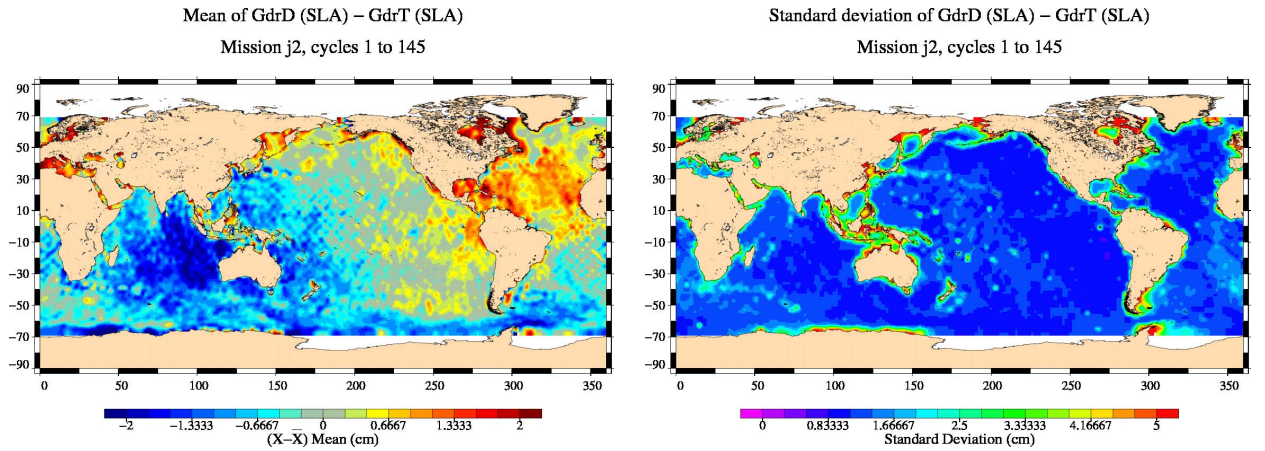 Mean of GdrD (SLA) – GdrT (SLA)
Mission j2, cycles 1 to 145
90
70
50
30
10
−10
−30
−50
−70
−90
0 50 100 150 200 250 300 350
−2 −1.3333 −0.6667 0 0.6667 1.3333 2
(X−X) Mean (cm)
Standard deviation of GdrD (SLA) – GdrT (SLA)
Mission j2, cycles 1 to 145
90
70
50
30
10
−10
−30
−50
−70
−90
0 50 100 150 200 250 300 350
0 0.83333 1.66667 2.5 3.33333 4.16667 5
Standard Deviation (cm)